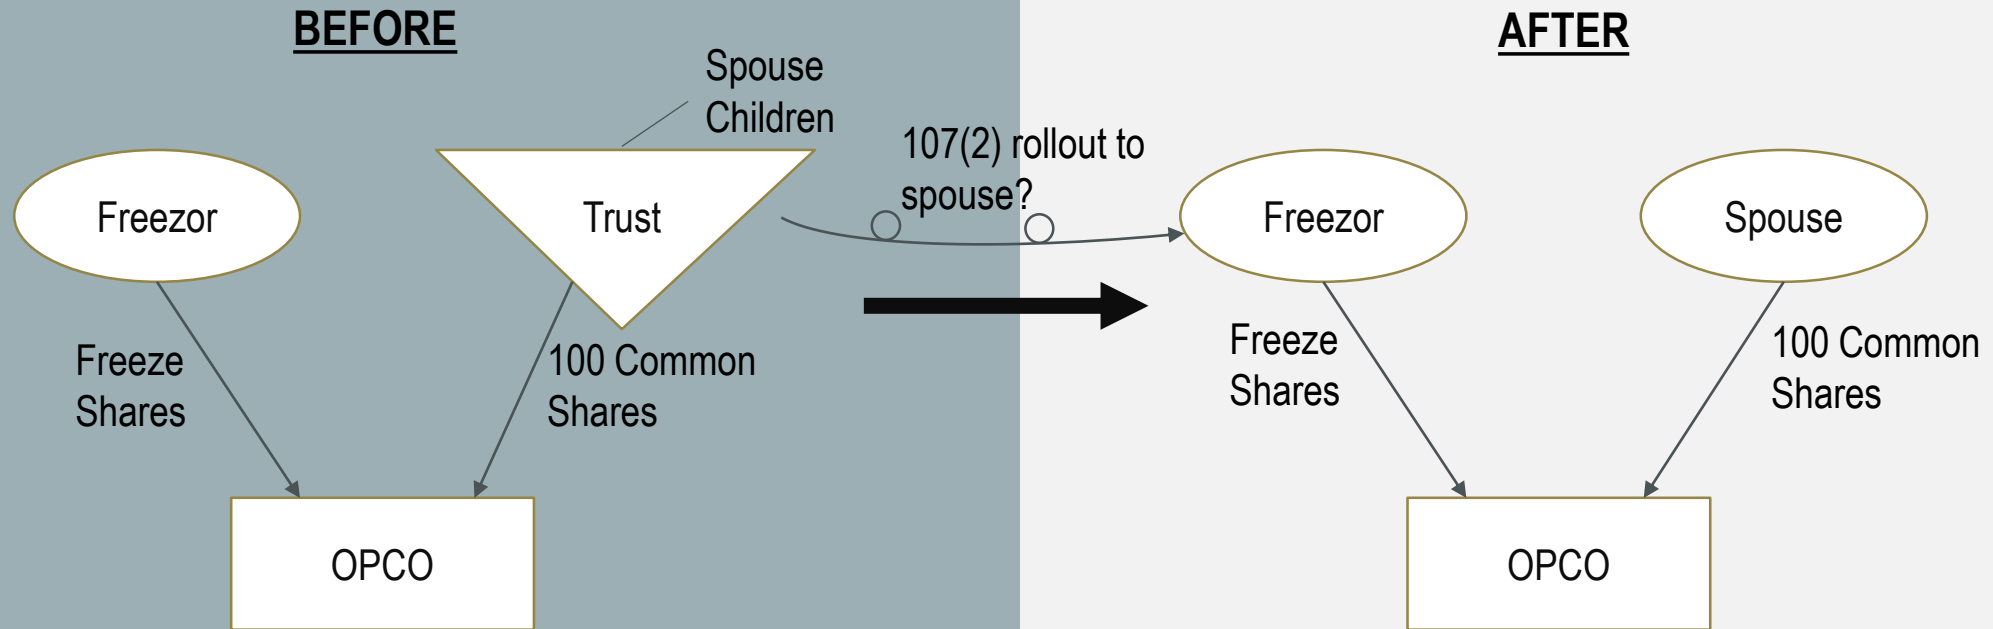 BEFORE
Spouse
Children
Freezor
Trust
Freeze
Shares
100 Common
Shares
OPCO
107(2) rollout to
spouse?
AFTER
Freezor
Spouse
Freeze
Shares
100 Common
Shares
OPCO